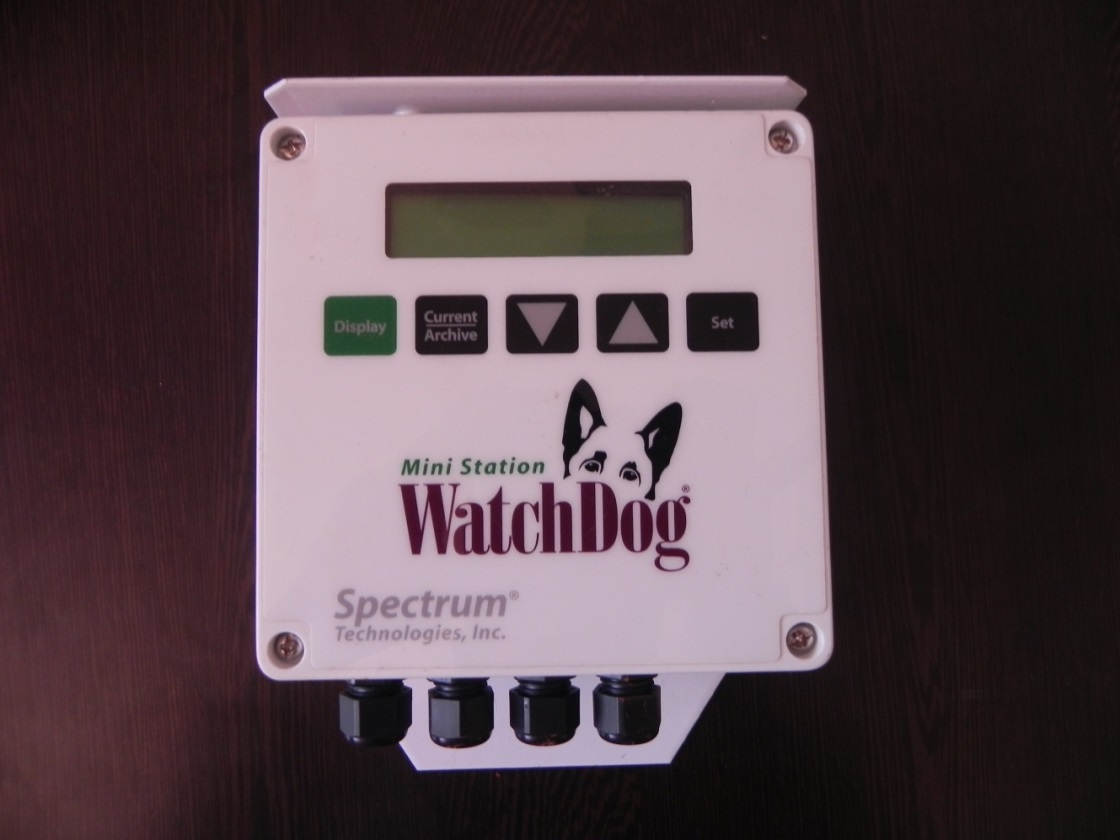 Display
Current
Archive
Set
Mini Station
WatchDog®
Spectrum®
Technologies, Inc.